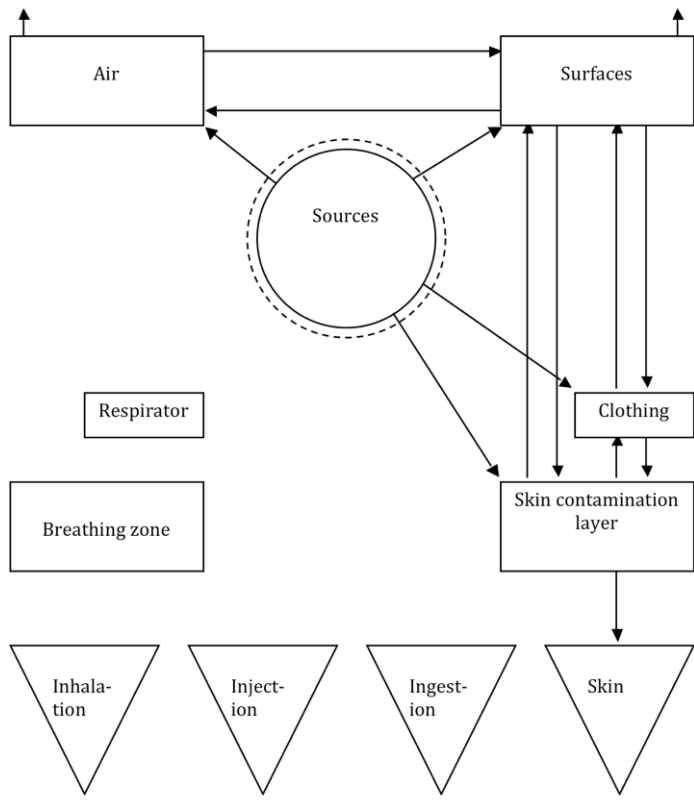 Air
Surfaces
Sources
Respirator
Clothing
Breathing zone
Skin contamination
layer
Inhala-
tion
Inject-
ion
Ingest-
ion
Skin